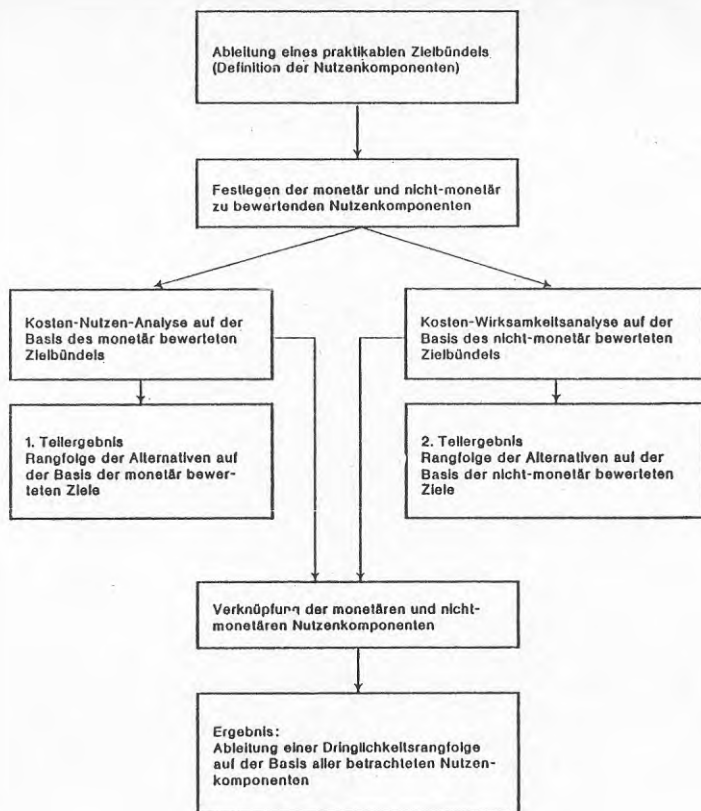 Ableitung eines praktikablen Zielbündels
(Definition der Nutzenkomponenten)
Festlegen der monetär und nicht-monetär
zu bewertenden Nutzenkomponenten
Kosten-Nutzen-Analyse auf der
Basis des monetär bewerteten
Zielbündels
Kosten-Wirksamkeitsanalyse auf der
Basis des nicht-monetär bewerteten
Zielbündels
1. Teilergebnis
Rangfolge der Alternativen auf
der Basis der monetär bewer-
teten Ziele
2. Teilergebnis
Rangfolge der Alternativen auf der
Basis der nicht-monetär bewerteten
Ziele
Verknüpfung der monetären und nicht-
monetären Nutzenkomponenten
Ergebnis:
Ableitung einer Dringlichkeitsrangfolge
auf der Basis aller betrachteten Nutzen-
komponenten